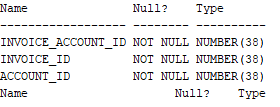 Name                Null?    Type
------------------ -------- ----------
INVOICE_ACCOUNT_ID NOT NULL NUMBER(38)
INVOICE_ID         NOT NULL NUMBER(38)
ACCOUNT_ID         NOT NULL NUMBER(38)
Name                      Null?    Type